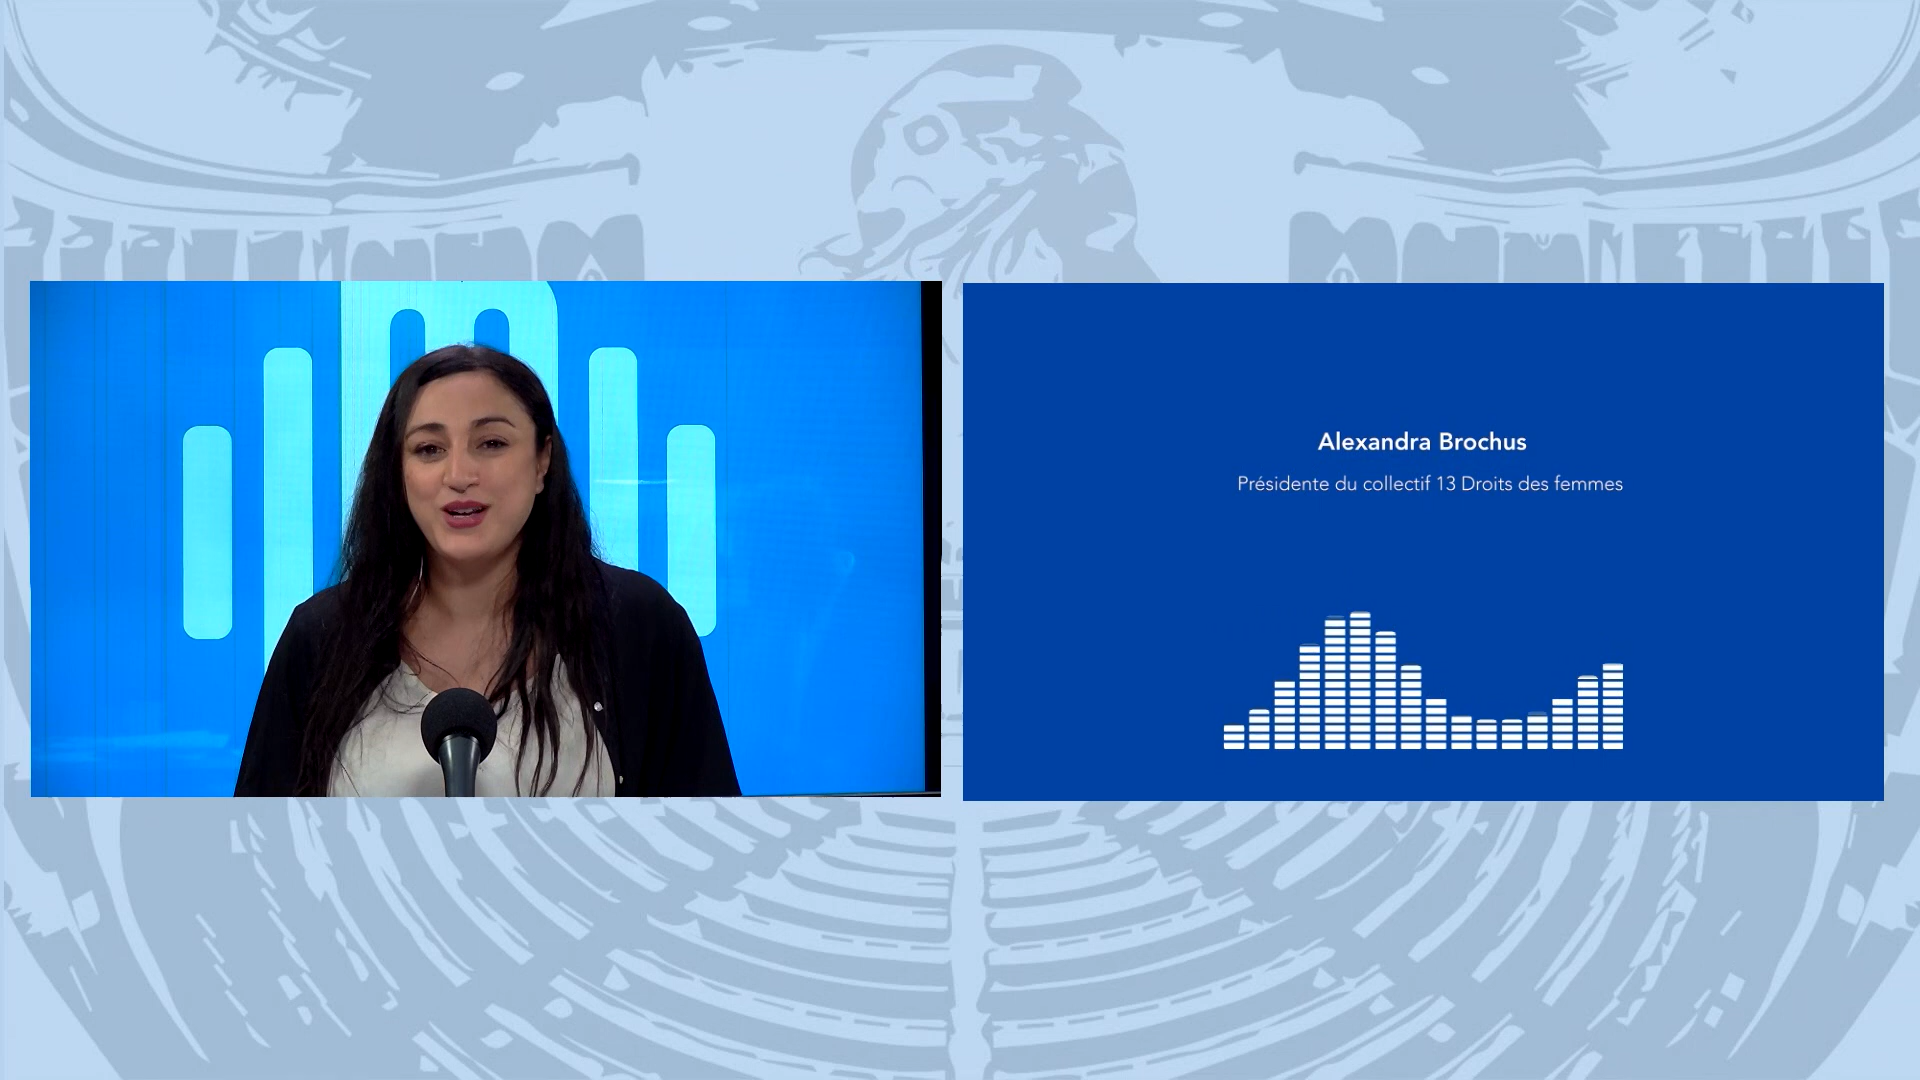 Alexandra Brochus
Présidente du collectif 13 Droits des femmes